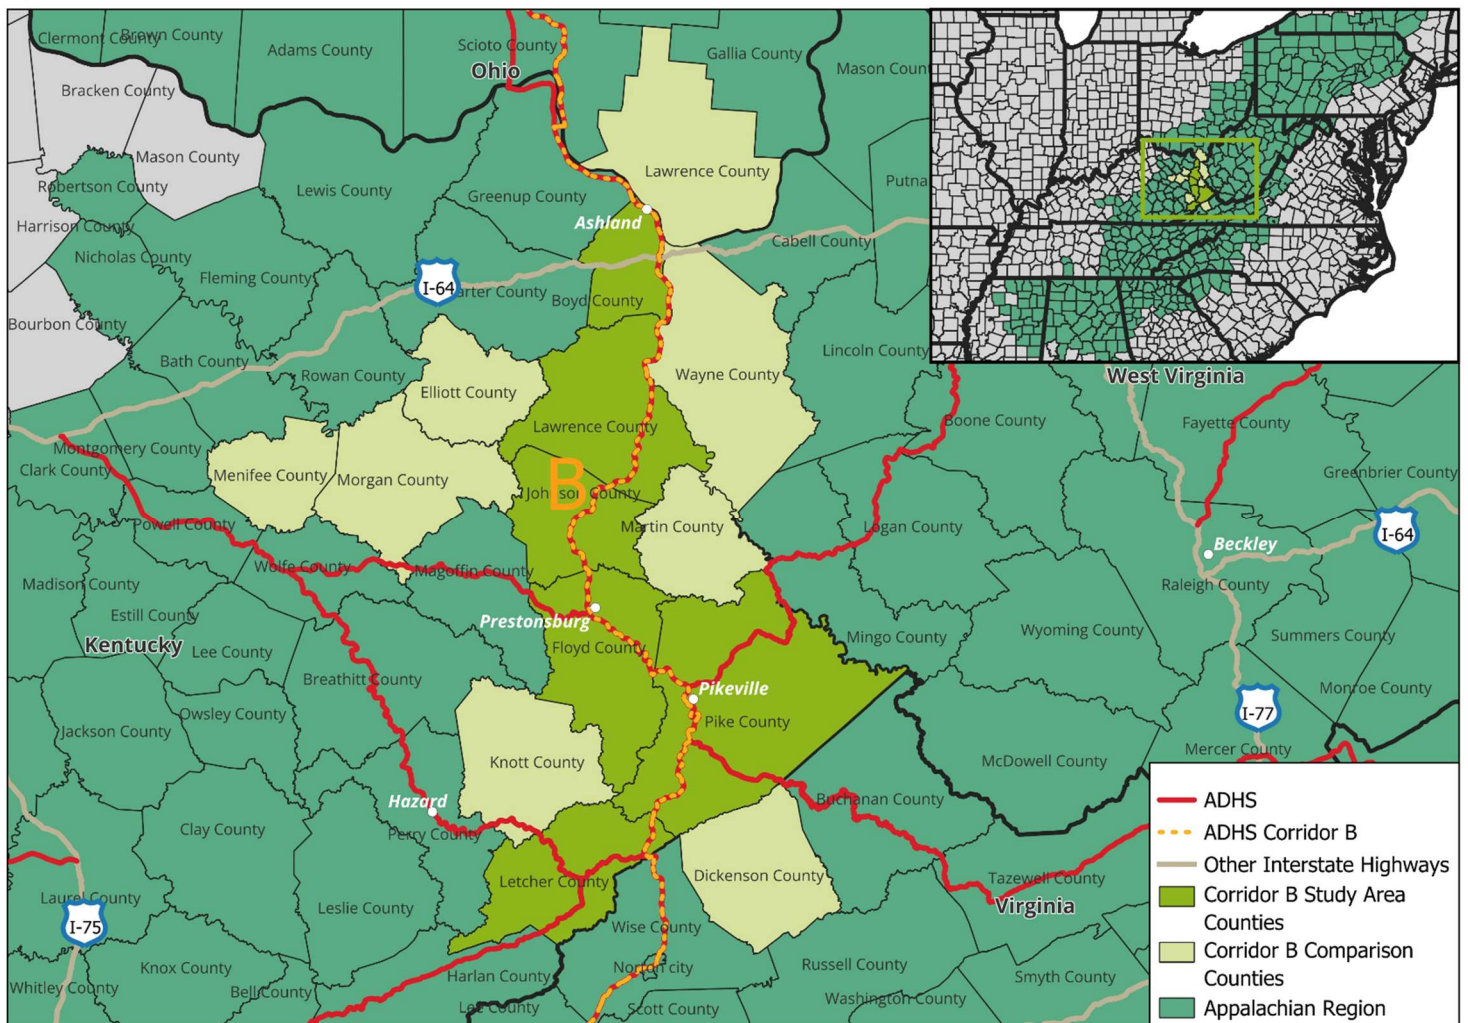 Clermont County
Brown County
Adams County
Scioto County
Gallia County
Mason County
Ohio
Bracken County
Mason County
Lawrence County
Robertson County
Lewis County
Greenup County
Ashland
Harrison County
Cabell County
Nicholas County
Fleming County
I-64
Carter County
Boyd County
Bourbon County
Bath County
Rowan County
Elliott County
Wayne County
Lincoln County
West Virginia
Boone County
Fayette County
Lawrence County
Montgomery County
Clark County
Menifee County
Morgan County
B
Johnson County
Greenbrier County
Powell County
Martin County
Logan County
I-64
Beckley
Wolfe County
Magoffin County
Madison County
Raleigh County
Estill County
Prestonsburg
Kentucky
Lee County
Floyd County
Mingo County
Wyoming County
Summers County
Breathitt County
Pikeville
Monroe County
Owsley County
Pike County
I-77
Jackson County
Knott County
McDowell County
Mercer County
Hazard
Buchanan County
Clay County
Perry County
Letcher County
Dickenson County
Tazewell County
Laurel County
I-75
Leslie County
Virginia
Wise County
Knox County
Harlan County
Norton city
Russell County
Smyth County
Whitley County
Bell County
Lee County
Scott County
Washington County
ADHS
ADHS Corridor B
Other Interstate Highways
Corridor B Study Area
Counties
Corridor B Comparison
Counties
Appalachian Region